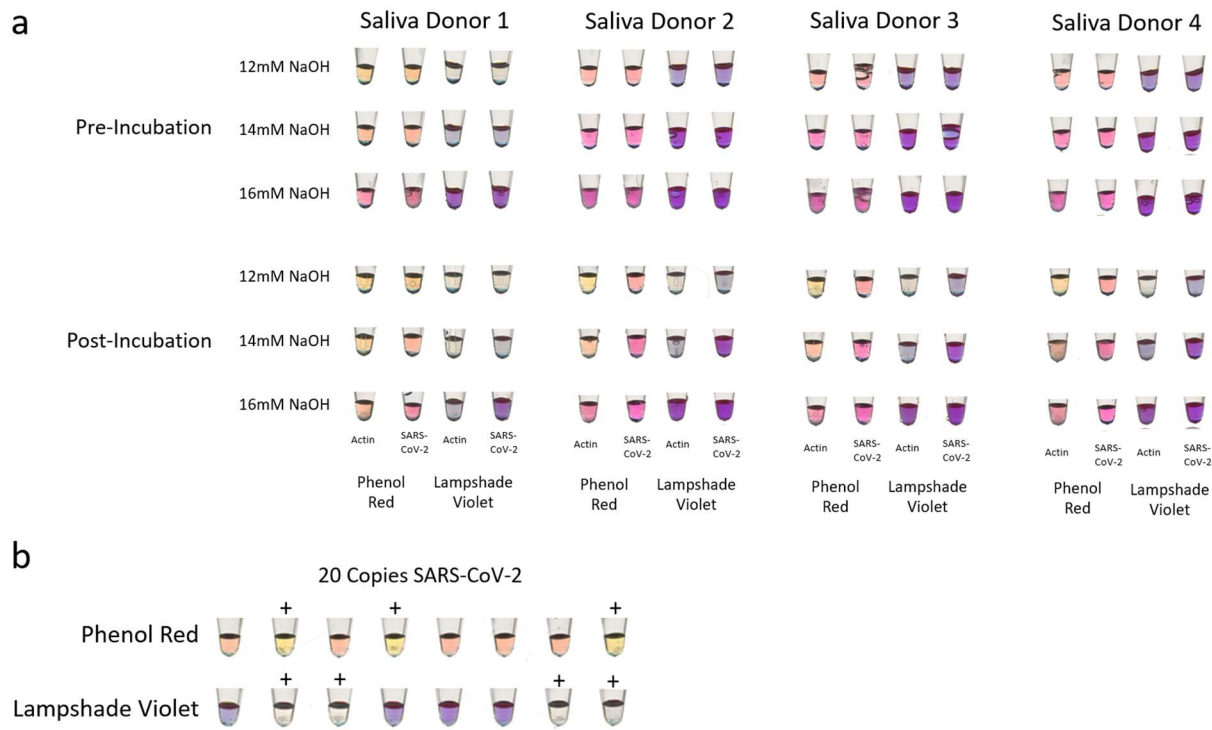 a
Saliva Donor 1 Saliva Donor 2 Saliva Donor 3 Saliva Donor 4
12mM NaOH
Pre-Incubation 14mM NaOH
16mM NaOH
12mM NaOH
Post-Incubation 14mM NaOH
16mM NaOH
Actin SARS-CoV-2 Actin SARS-CoV-2 Actin SARS-CoV-2 Actin SARS-CoV-2 Actin SARS-CoV-2 Actin SARS-CoV-2 Actin SARS-CoV-2 Actin SARS-CoV-2
Phenol Red Lampshade Violet Phenol Red Lampshade Violet Phenol Red Lampshade Violet Phenol Red Lampshade Violet
b
20 Copies SARS-CoV-2
+ + +
Phenol Red
+ + + +
Lampshade Violet